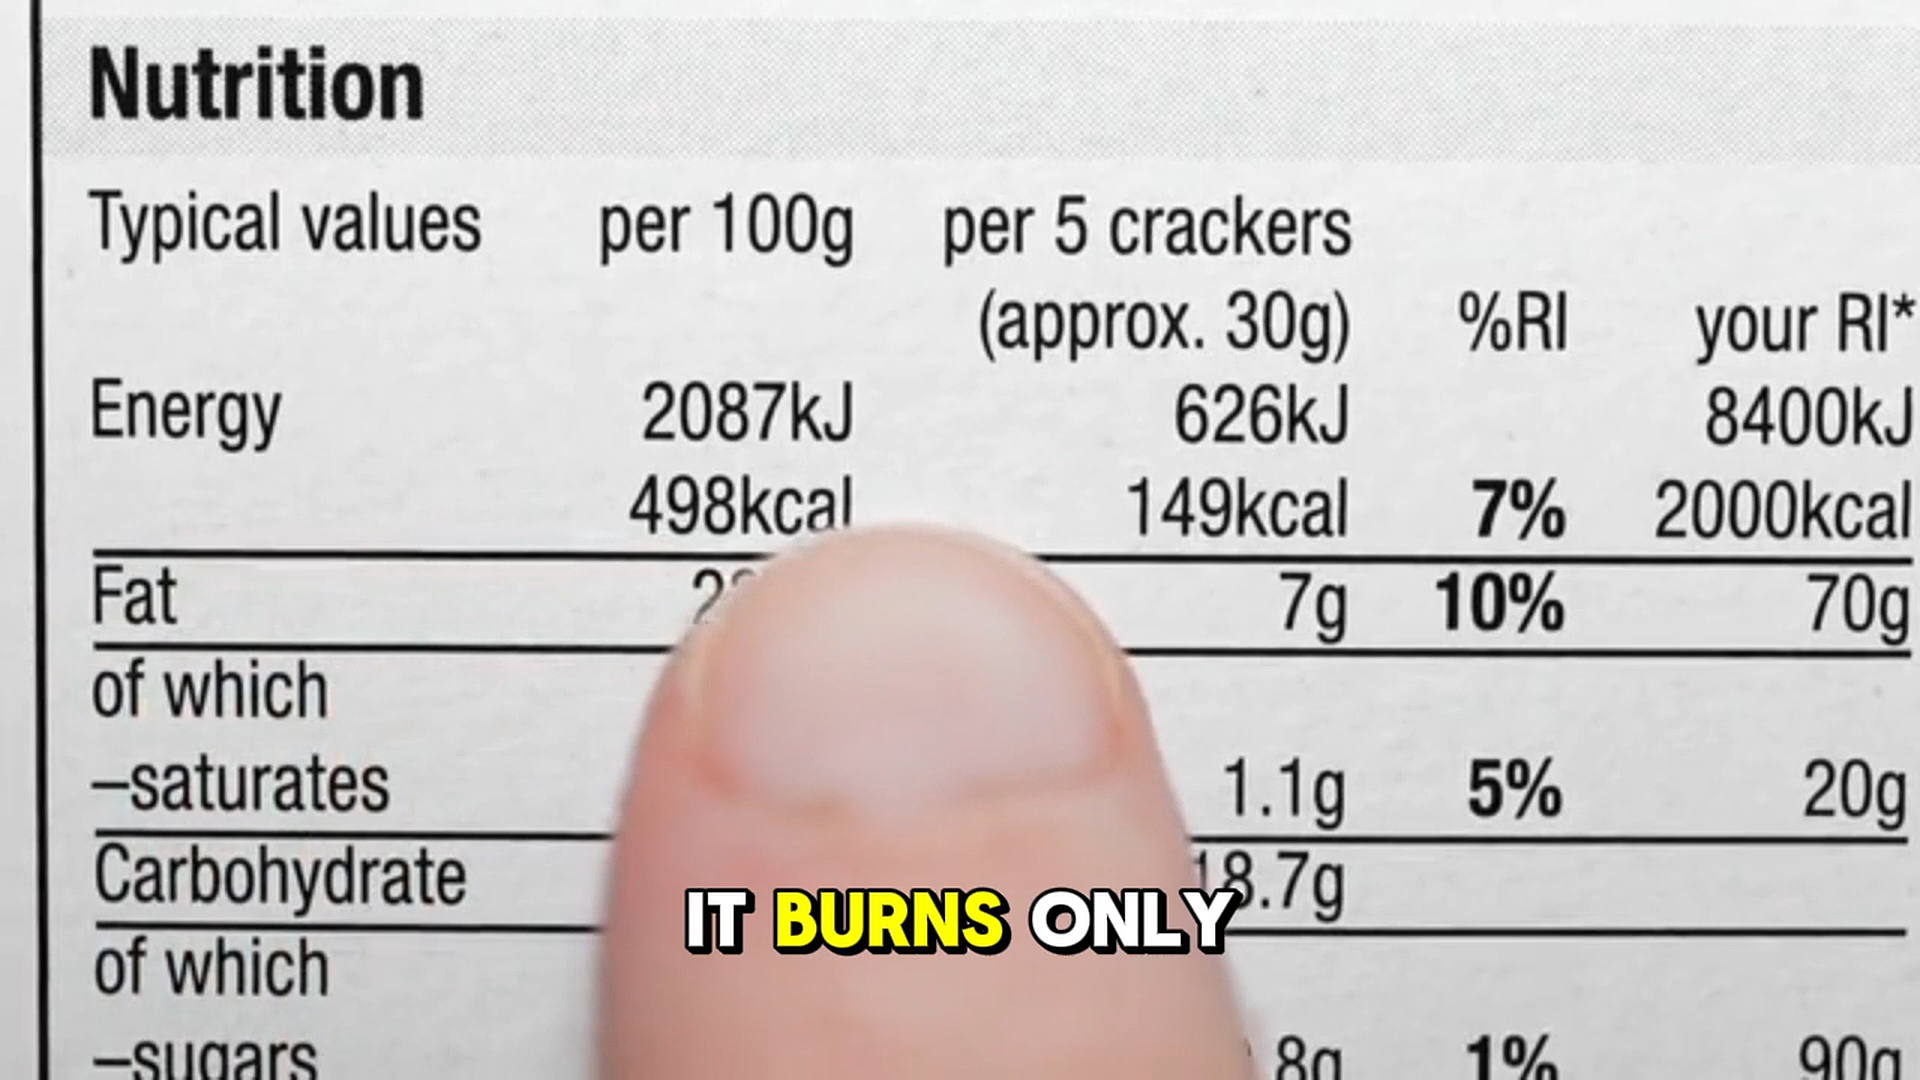 Nutrition
Typical values per 100g per 5 crackers
(approx. 30g) %RI your RI*
Energy 2087kJ 626kJ 8400kJ
498kcal 149kcal 7% 2000kcal
Fat 7g 10% 70g
of which
–saturates 1.1g 5% 20g
Carbohydrate 18.7g
IT BURNS ONLY
of which
–sugars 1% 90g